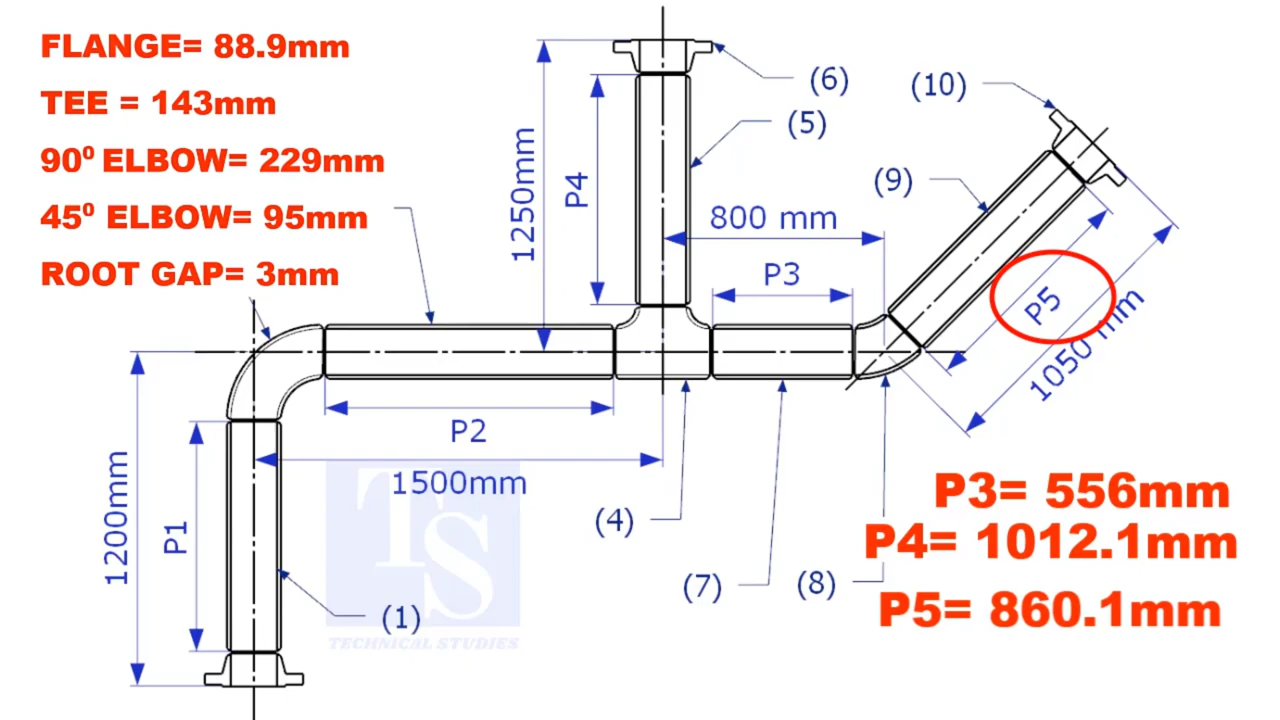 FLANGE= 88.9mm
TEE = 143mm
90⁰ ELBOW= 229mm
45⁰ ELBOW= 95mm
ROOT GAP= 3mm
(6)
(10)
(5)
1250mm
P4
(9)
800 mm
P3
P5
1050 mm
P2
1500mm
1200mm
P1
(4)
(7)
(8)
(1)
P3= 556mm
P4= 1012.1mm
P5= 860.1mm
TS
TECHNICAL STUDIES